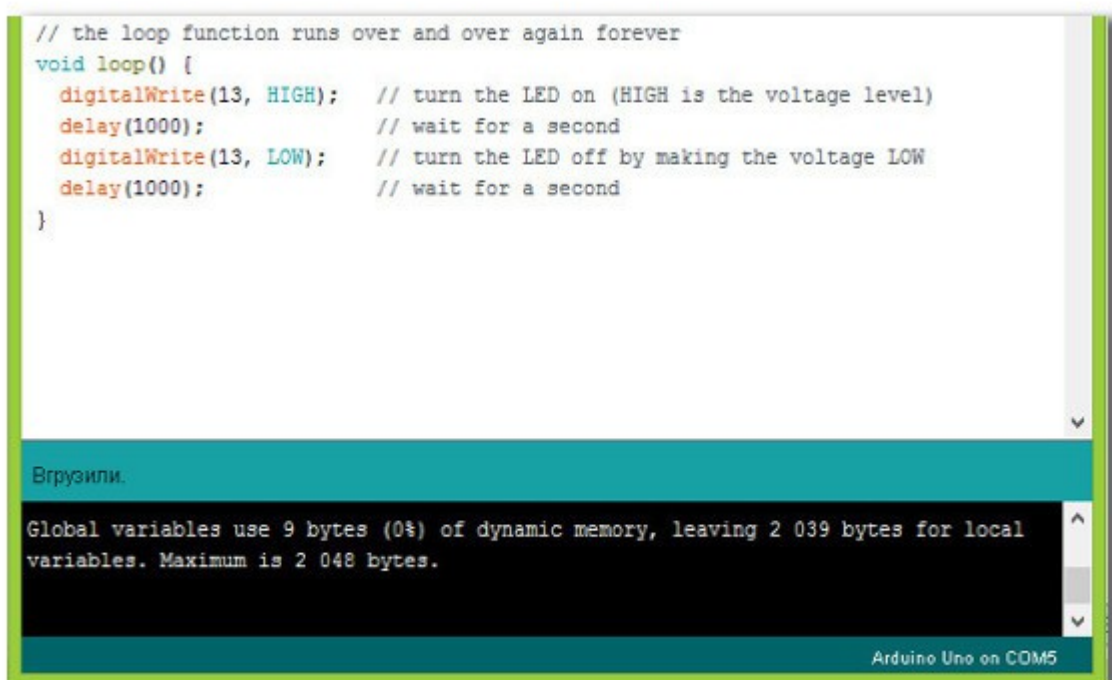 // the loop function runs over and over again forever
void loop() {
  digitalWrite(13, HIGH);   // turn the LED on (HIGH is the voltage level)
  delay(1000);              // wait for a second
  digitalWrite(13, LOW);    // turn the LED off by making the voltage LOW
  delay(1000);              // wait for a second
}
Вгрузили.
Global variables use 9 bytes (0%) of dynamic memory, leaving 2 039 bytes for local
variables. Maximum is 2 048 bytes.
Arduino Uno on COM5